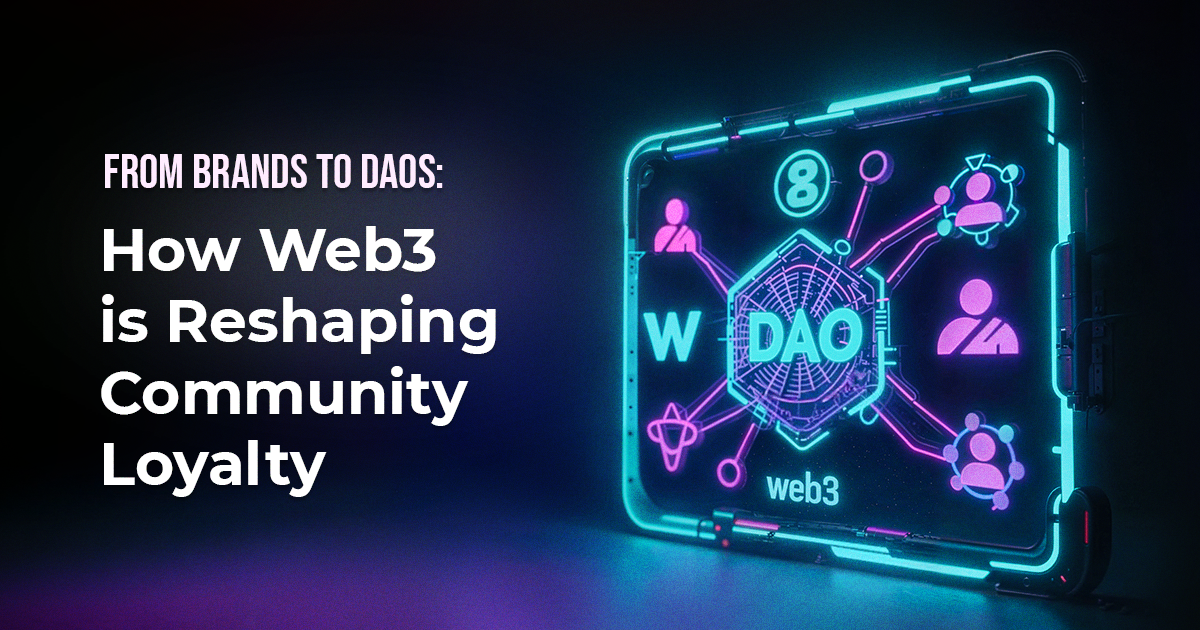 FROM BRANDS TO DAOS:
How Web3
is Reshaping
Community
Loyalty
8
W
DAO
web3